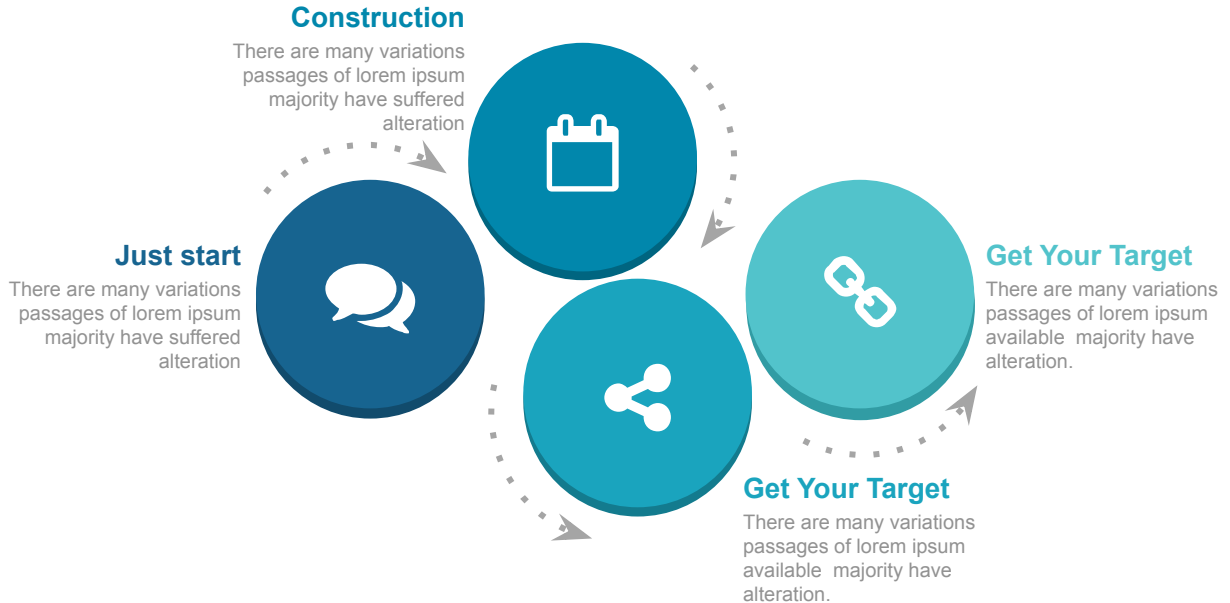 Construction
There are many variations
passages of lorem ipsum
majority have suffered
alteration
Just start
There are many variations
passages of lorem ipsum
majority have suffered
alteration
Get Your Target
There are many variations
passages of lorem ipsum
available  majority have
alteration.
Get Your Target
There are many variations
passages of lorem ipsum
available  majority have
alteration.